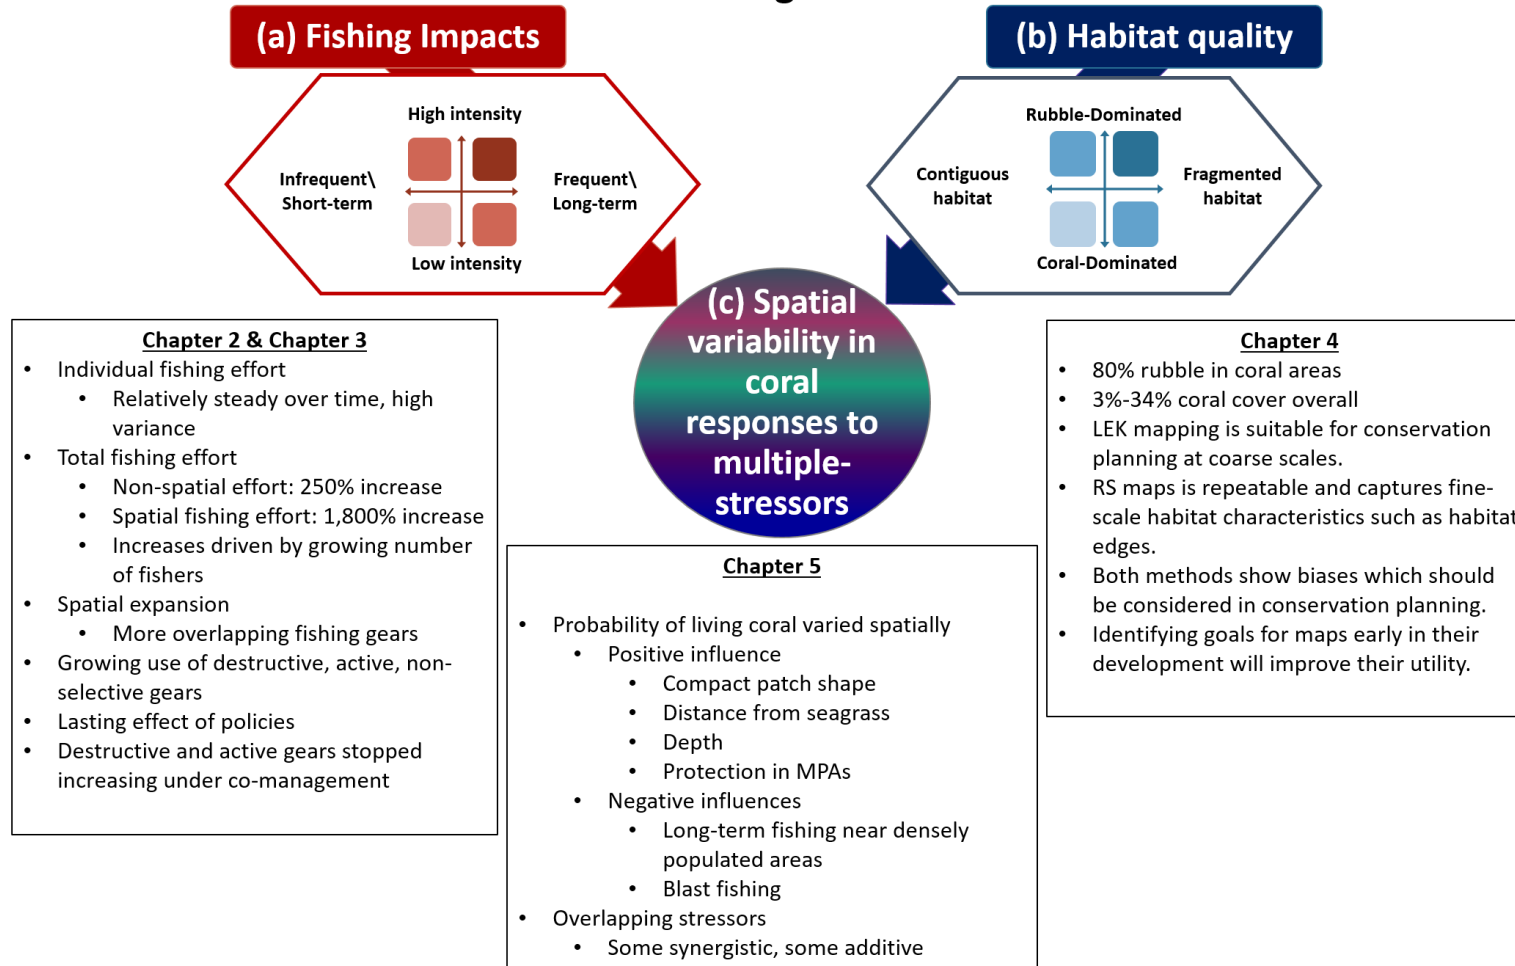 (a) Fishing Impacts
High intensity
Infrequent\
Short-term
Frequent\
Long-term
Low intensity
(b) Habitat quality
Rubble-Dominated
Contiguous
habitat
Fragmented
habitat
Coral-Dominated
(c) Spatial
variability in
coral
responses to
multiple-
stressors
Chapter 2 & Chapter 3
• Individual fishing effort
• Relatively steady over time, high
variance
• Total fishing effort
• Non-spatial effort: 250% increase
• Spatial fishing effort: 1,800% increase
• Increases driven by growing number
of fishers
• Spatial expansion
• More overlapping fishing gears
• Growing use of destructive, active, non-
selective gears
• Lasting effect of policies
• Destructive and active gears stopped
increasing under co-management
Chapter 5
• Probability of living coral varied spatially
• Positive influence
• Compact patch shape
• Distance from seagrass
• Depth
• Protection in MPAs
• Negative influences
• Long-term fishing near densely
populated areas
• Blast fishing
• Overlapping stressors
• Some synergistic, some additive
Chapter 4
• 80% rubble in coral areas
• 3%-34% coral cover overall
• LEK mapping is suitable for conservation
planning at coarse scales.
• RS maps is repeatable and captures fine-
scale habitat characteristics such as habitat
edges.
• Both methods show biases which should
be considered in conservation planning.
• Identifying goals for maps early in their
development will improve their utility.